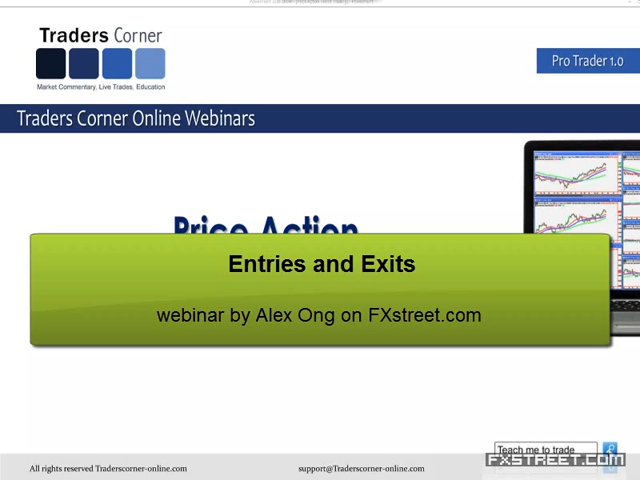 Traders Corner
Market Commentary, Live Trades, Education
Pro Trader 1.0
Traders Corner Online Webinars
Price Action
Entries and Exits
webinar by Alex Ong on FXstreet.com
Teach me to trade
FXSTREET.COM
All rights reserved Traderscorner-online.com
support@Traderscorner-online.com